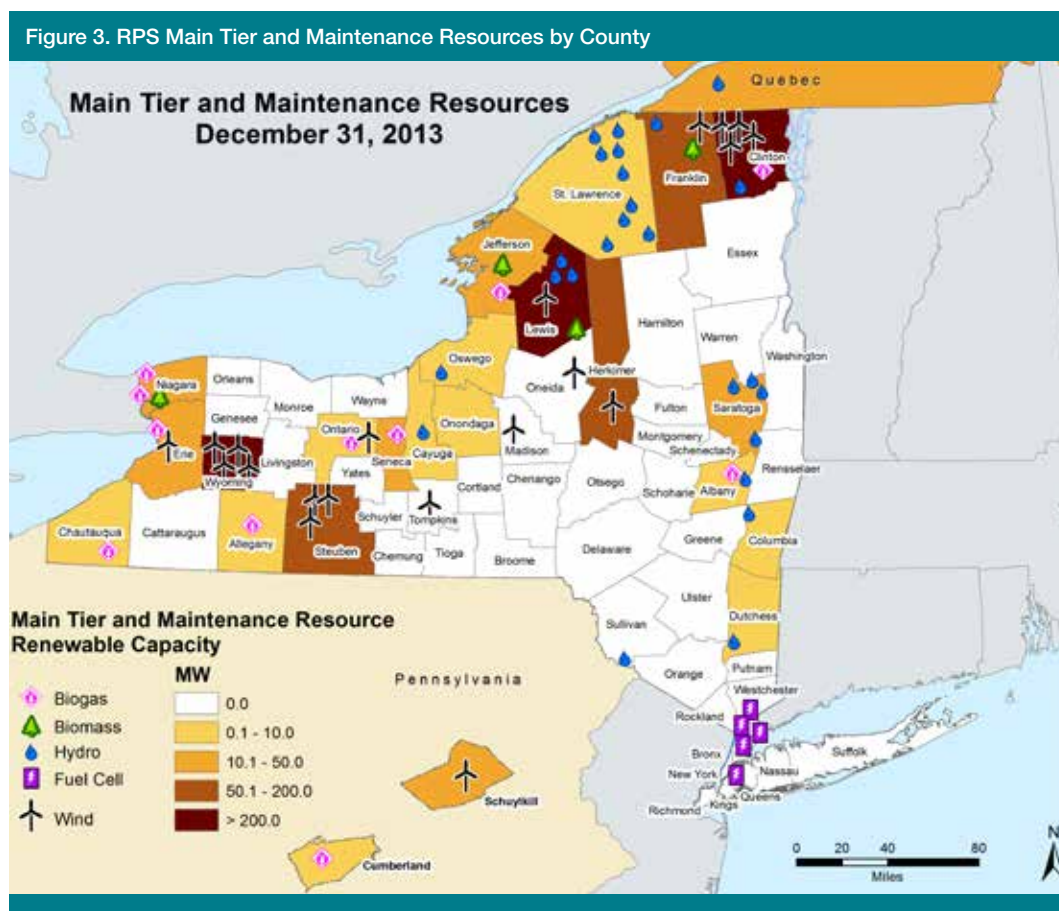 Figure 3. RPS Main Tier and Maintenance Resources by County
Main Tier and Maintenance Resources
December 31, 2013
Quebec
Clinton
Franklin
St. Lawrence
Jefferson
Essex
Lewis
Hamilton
Warren
Washington
Oswego
Oneida
Herkimer
Niagara
Orleans
Monroe
Wayne
Genesee
Saratoga
Fulton
Onondaga
Ontario
Cayuga
Madison
Montgomery
Schenectady
Erie
Wyoming
Livingston
Seneca
Yates
Rensselaer
Cortland
Chenango
Otsego
Schoharie
Albany
Chautauqua
Cattaraugus
Allegany
Steuben
Schuyler
Tompkins
Chemung
Tioga
Broome
Delaware
Greene
Columbia
Ulster
Dutchess
Sullivan
Orange
Putnam
Westchester
Rockland
Bronx
New York
Nassau
Suffolk
Queens
Kings
Richmond
Pennsylvania
Schuylkill
Cumberland
Main Tier and Maintenance Resource
Renewable Capacity
Biogas
Biomass
Hydro
Fuel Cell
Wind
MW
0.0
0.1 - 10.0
10.1 - 50.0
50.1 - 200.0
> 200.0
0 20 40 80
Miles
N